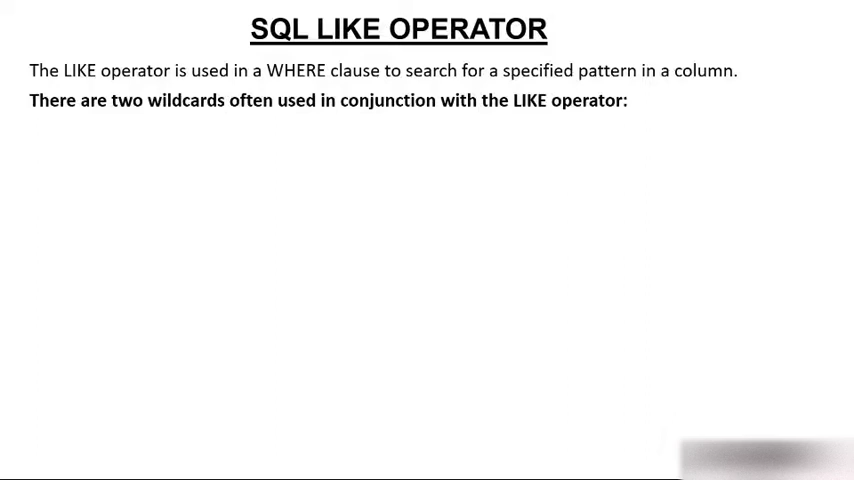 SQL LIKE OPERATOR
The LIKE operator is used in a WHERE clause to search for a specified pattern in a column.
There are two wildcards often used in conjunction with the LIKE operator: